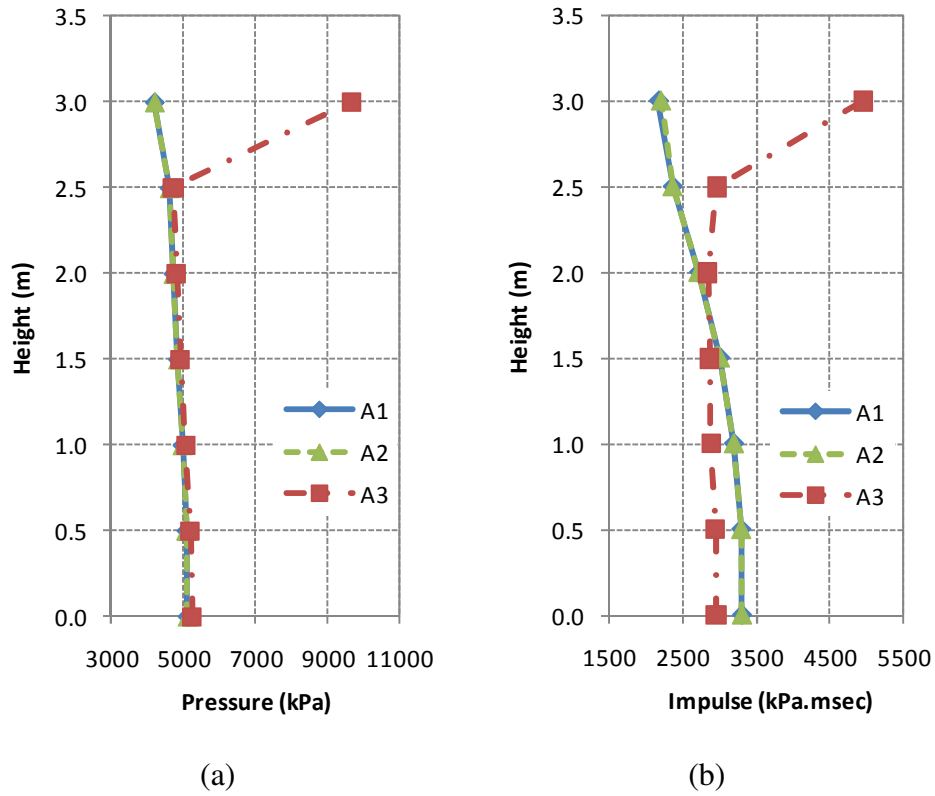 3.5
3.0
2.5
2.0
1.5
1.0
0.5
0.0
Height (m)
3000 5000 7000 9000 11000
Pressure (kPa)
A1
A2
A3
(a)
3.5
3.0
2.5
2.0
1.5
1.0
0.5
0.0
Height (m)
1500 2500 3500 4500 5500
Impulse (kPa.msec)
A1
A2
A3
(b)